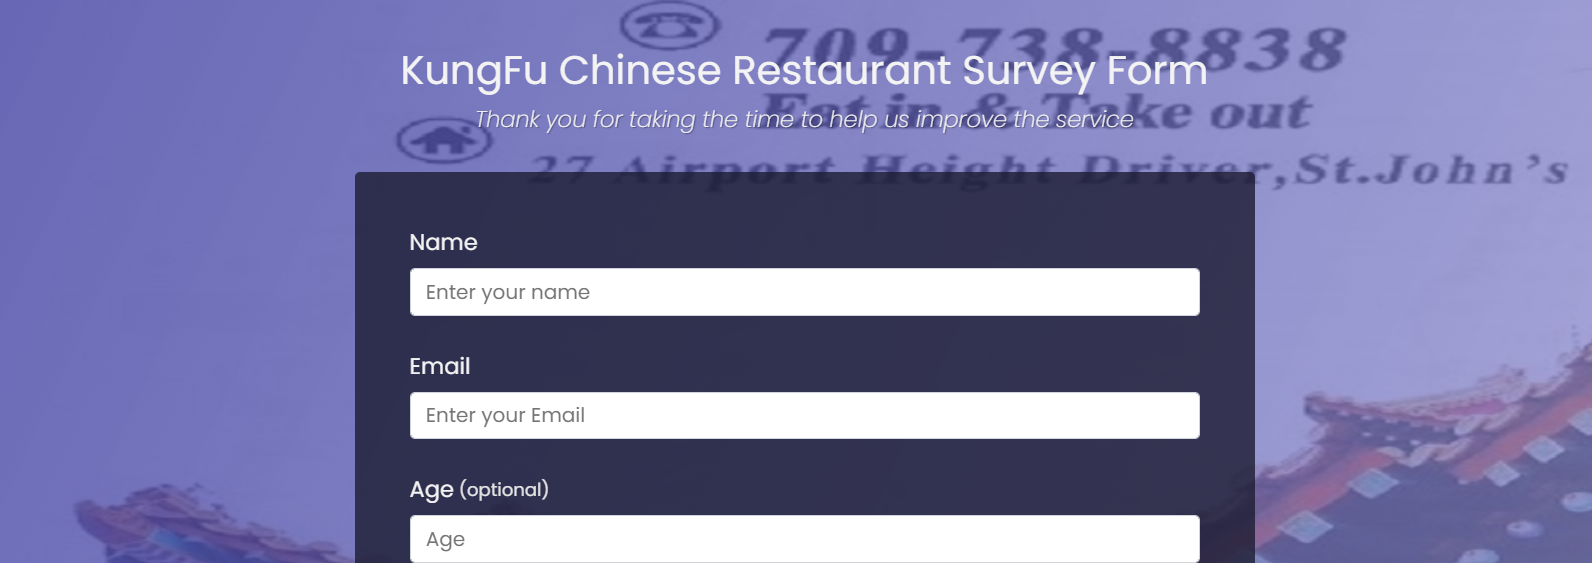 709-738-8838
KungFu Chinese Restaurant Survey Form
Eat in & Take out
Thank you for taking the time to help us improve the service
27 Airport Height Driver,St.John's
Name
Enter your name
Email
Enter your Email
Age (optional)
Age